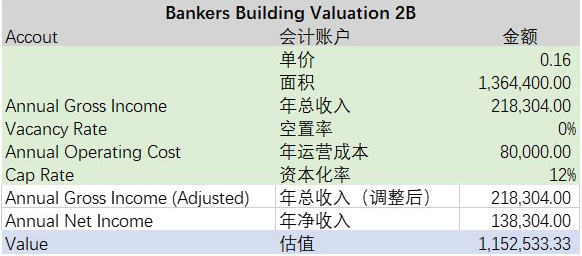 Bankers Building Valuation 2B
Accout 会计账户 金额
单价 0.16
面积 1,364,400.00
Annual Gross Income 年总收入 218,304.00
Vacancy Rate 空置率 0%
Annual Operating Cost 年运营成本 80,000.00
Cap Rate 资本化率 12%
Annual Gross Income (Adjusted) 年总收入（调整后） 218,304.00
Annual Net Income 年净收入 138,304.00
Value 估值 1,152,533.33